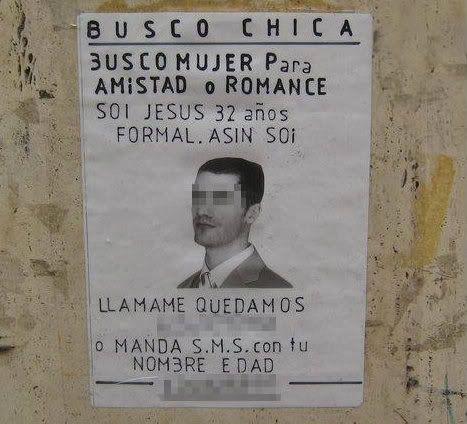 BUSCO CHICA
BUSCO MUJER Para
AMiSTAD o ROMANCE
SOI JESUS 32 años
FORMAL. ASIN SOi
LLAMAME QUEDAMOS
o MANDA S.M.S. con tu
NOMBRE EDAD